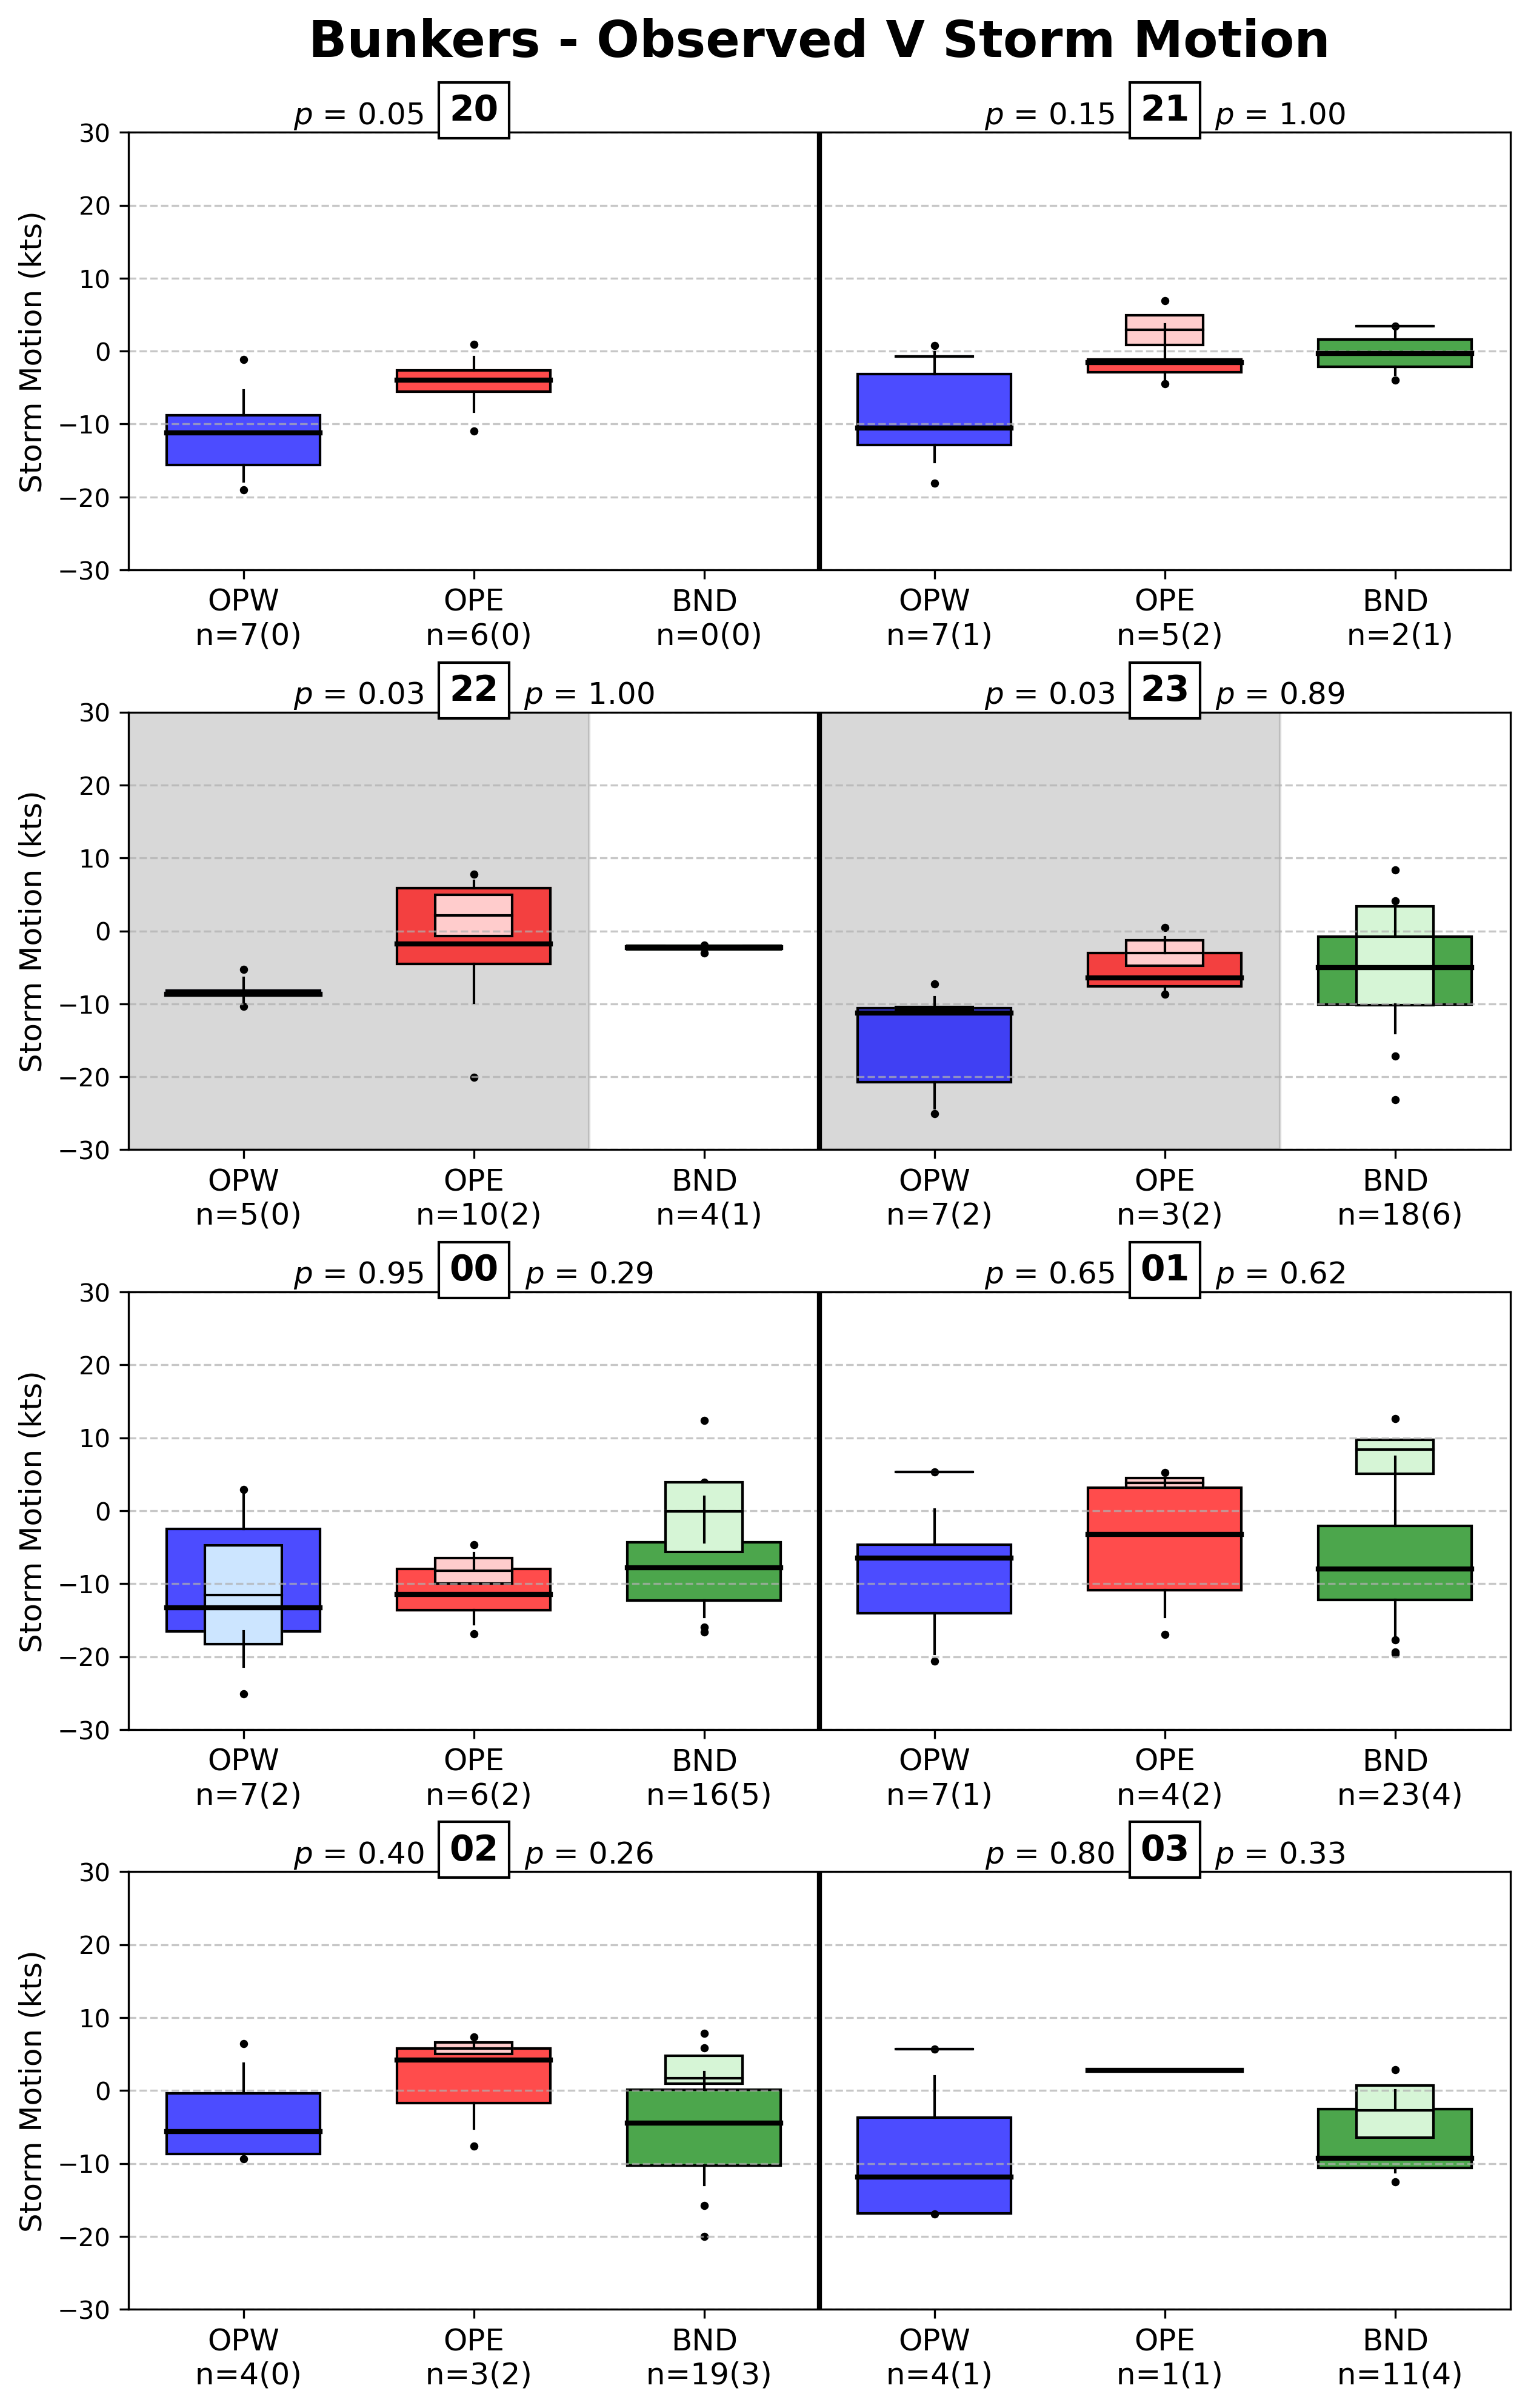 Bunkers - Observed V Storm Motion
p = 0.05 20
p = 0.15 21 p = 1.00
30
20
10
0
−10
−20
−30
Storm Motion (kts)
OPW OPE BND OPW OPE BND
n=7(0) n=6(0) n=0(0) n=7(1) n=5(2) n=2(1)
p = 0.03 22 p = 1.00
p = 0.03 23 p = 0.89
30
20
10
0
−10
−20
−30
Storm Motion (kts)
OPW OPE BND OPW OPE BND
n=5(0) n=10(2) n=4(1) n=7(2) n=3(2) n=18(6)
p = 0.95 00 p = 0.29
p = 0.65 01 p = 0.62
30
20
10
0
−10
−20
−30
Storm Motion (kts)
OPW OPE BND OPW OPE BND
n=7(2) n=6(2) n=16(5) n=7(1) n=4(2) n=23(4)
p = 0.40 02 p = 0.26
p = 0.80 03 p = 0.33
30
20
10
0
−10
−20
−30
Storm Motion (kts)
OPW OPE BND OPW OPE BND
n=4(0) n=3(2) n=19(3) n=4(1) n=1(1) n=11(4)